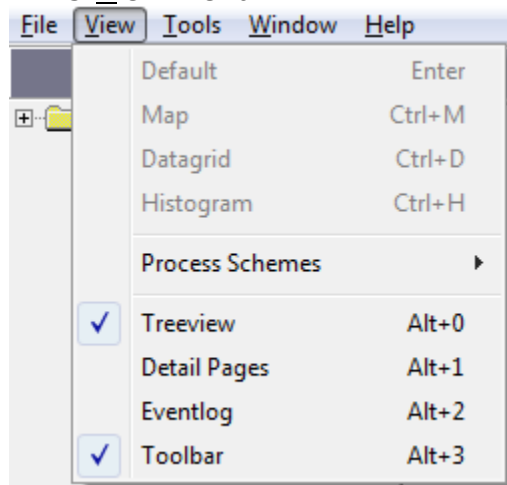 File View Tools Window Help
Default Enter
Map Ctrl+M
Datagrid Ctrl+D
Histogram Ctrl+H
Process Schemes
Treeview Alt+0
Detail Pages Alt+1
Eventlog Alt+2
Toolbar Alt+3